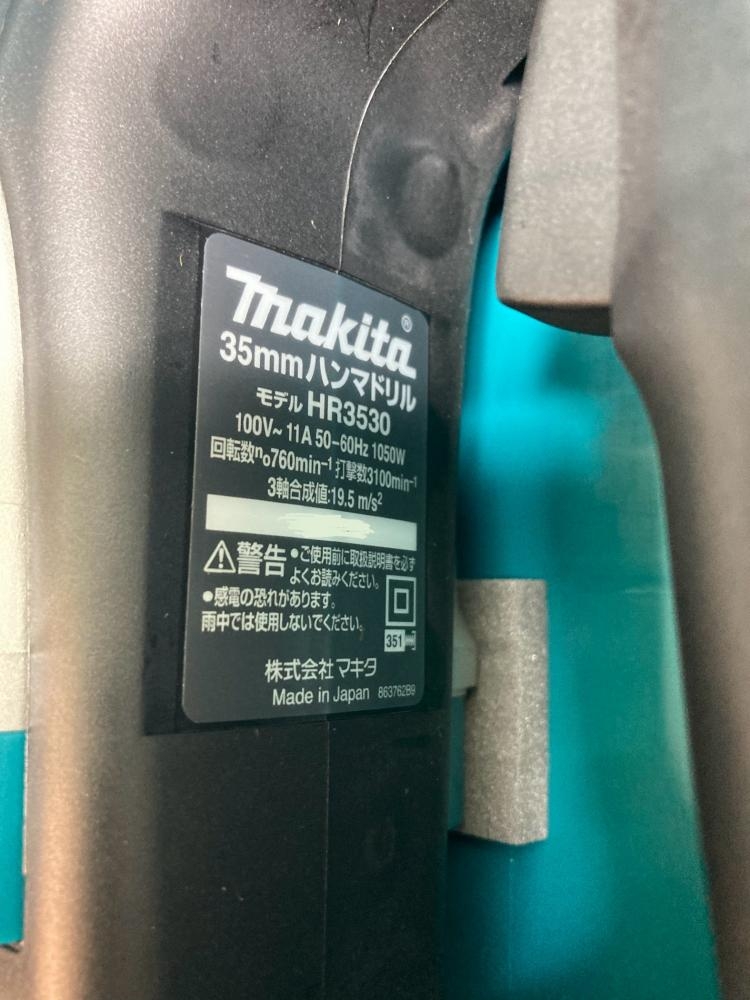 makita®
35mmハンマドリル
モデル HR3530
100V~ 11A 50-60Hz 1050W
回転数n₀760min⁻¹ 打撃数3100min⁻¹
3軸合成値:19.5 m/s²
⚠警告 •ご使用前に取扱説明書を必ず
よくお読みください。
•感電の恐れがあります。
雨中では使用しないでください。
351
株式会社 マキタ
Made in Japan 863762B9